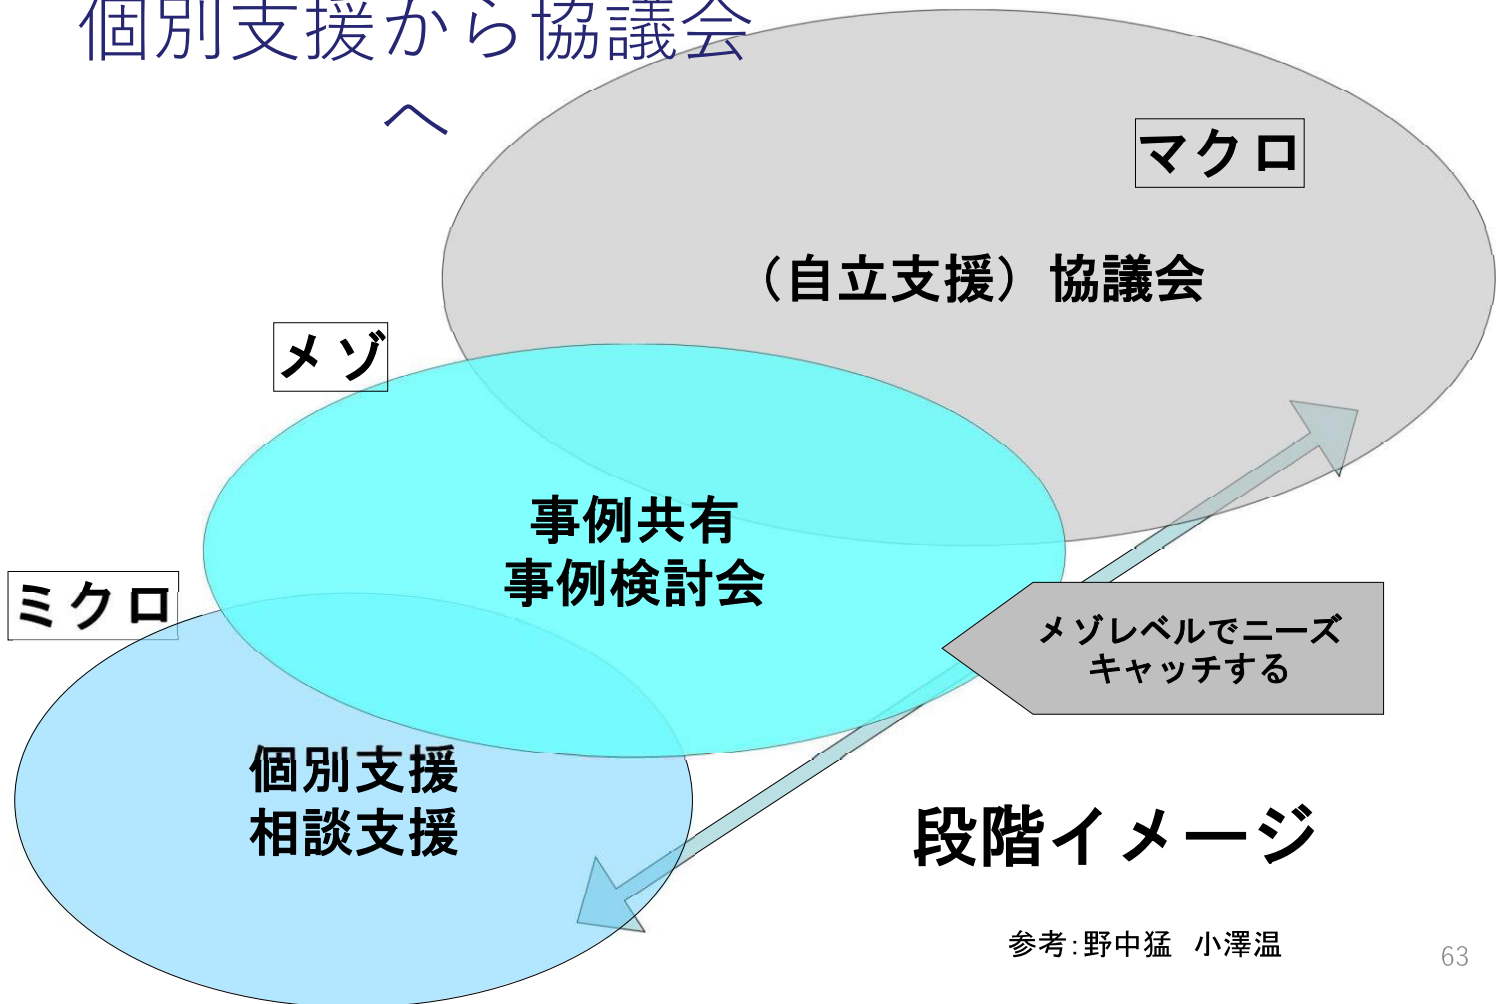 個別支援から協議会
へ
マクロ
（自立支援）協議会
メゾ
事例共有
事例検討会
ミクロ
メゾレベルでニーズ
キャッチする
個別支援
相談支援
段階イメージ
参考:野中猛　小澤温
63